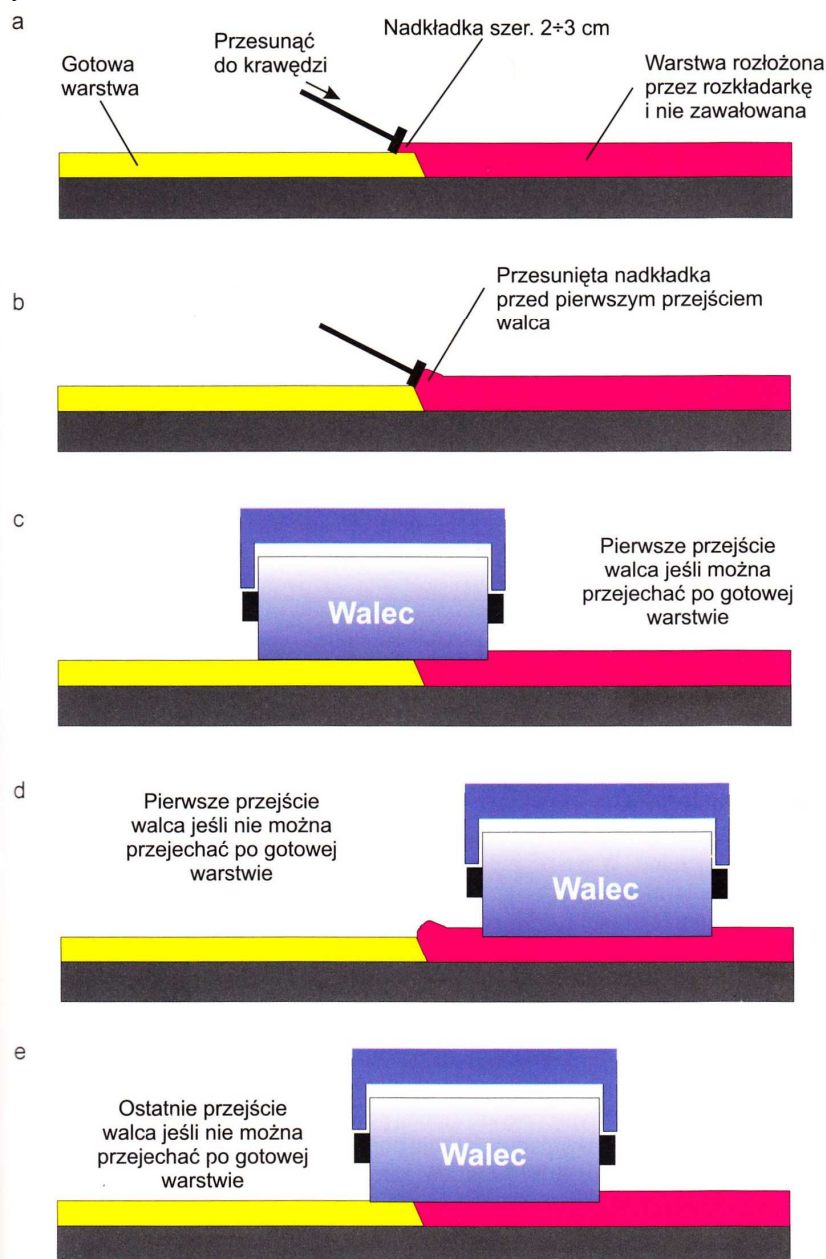 a
Nadkładka szer. 2÷3 cm
Przesunąć
do krawędzi
Gotowa
warstwa
Warstwa rozłożona
przez rozkładarkę
i nie zawałowana
b
Przesunięta nadkładka
przed pierwszym przejściem
walca
c
Pierwsze przejście
walca jeśli można
przejechać po gotowej
warstwie
Walec
d
Pierwsze przejście
walca jeśli nie można
przejechać po gotowej
warstwie
Walec
e
Ostatnie przejście
walca jeśli nie można
przejechać po gotowej
warstwie
Walec